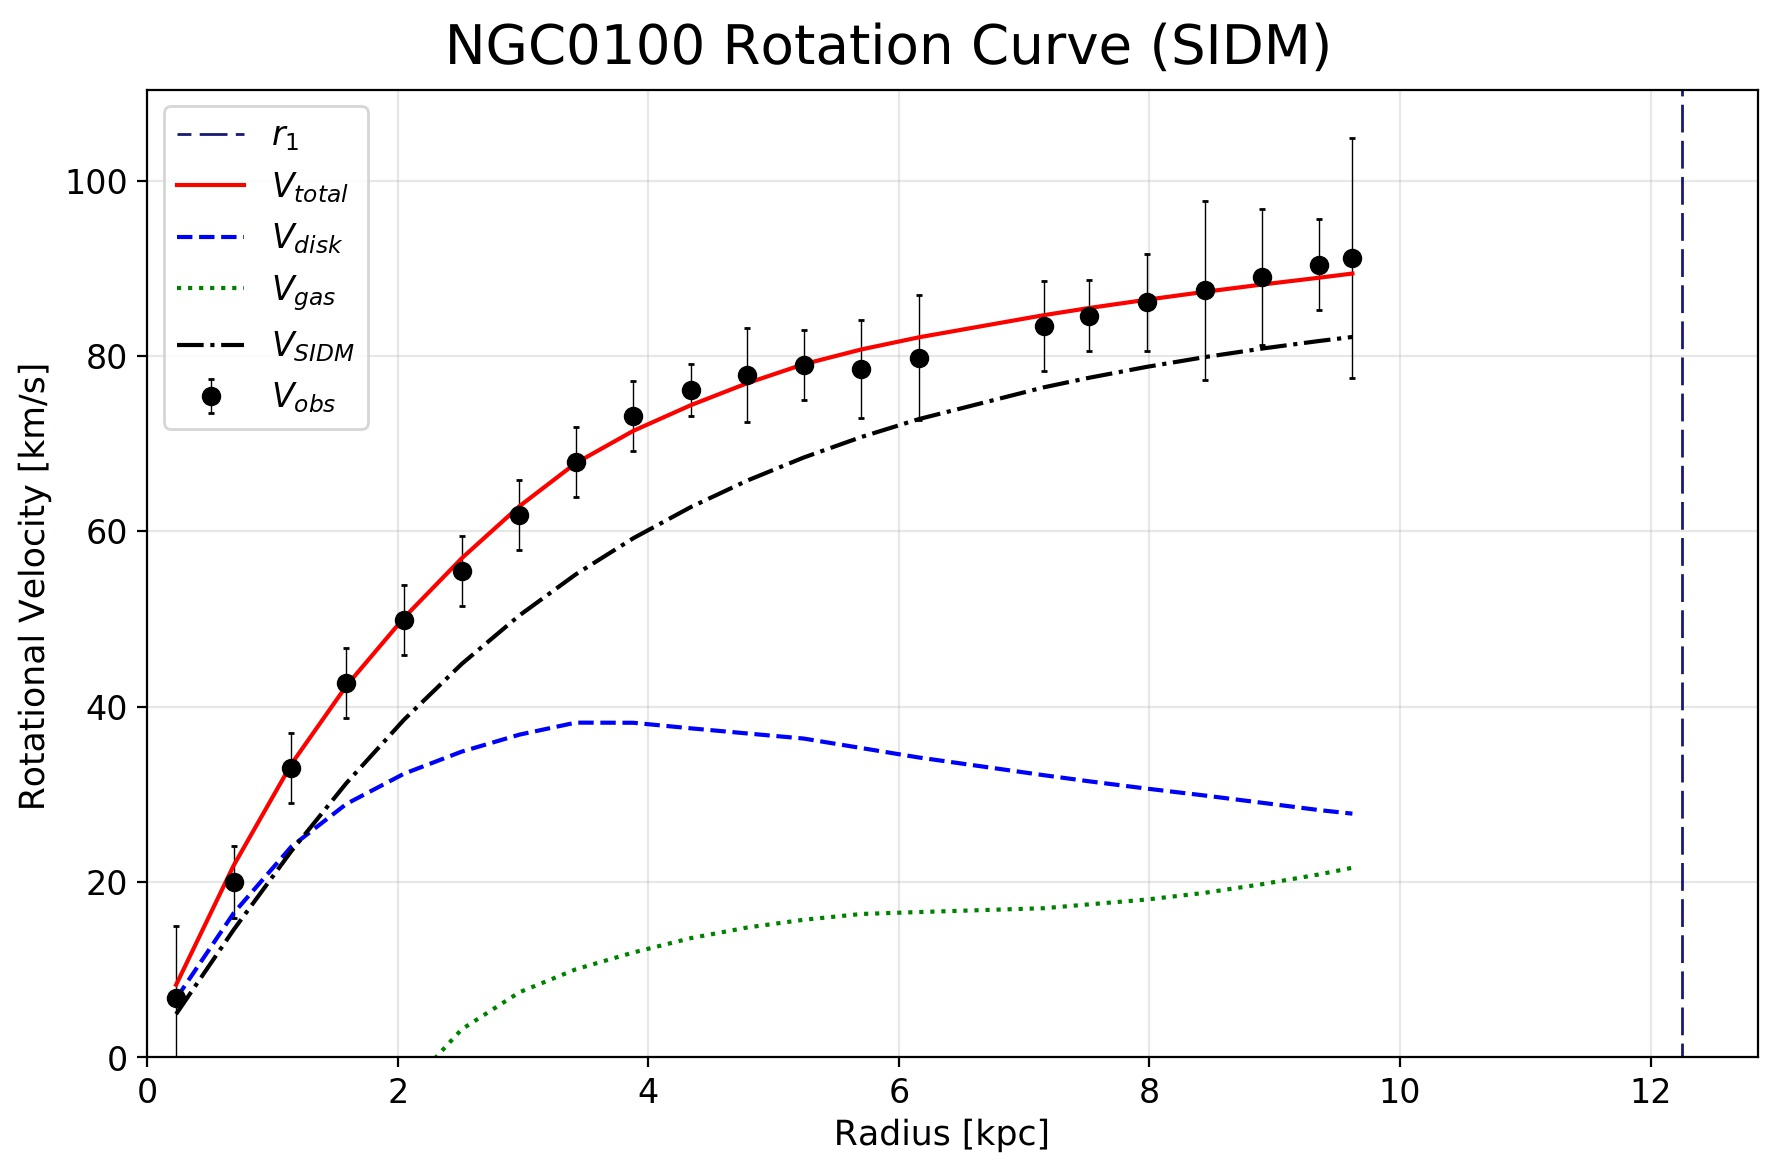 NGC0100 Rotation Curve (SIDM)
r1
Vtotal
Vdisk
Vgas
VSIDM
Vobs
Rotational Velocity [km/s]
100
80
60
40
20
0
0 2 4 6 8 10 12
Radius [kpc]